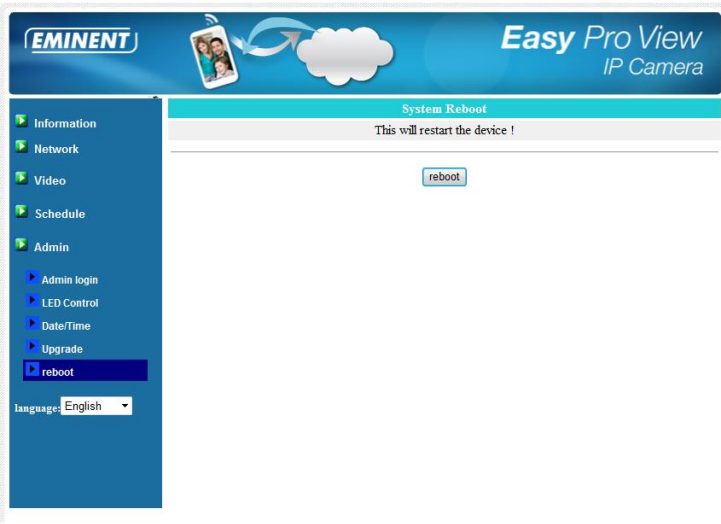 EMINENT
Easy Pro View
IP Camera
Information
Network
Video
Schedule
Admin
Admin login
LED Control
Date/Time
Upgrade
reboot
language: English
System Reboot
This will restart the device !
reboot